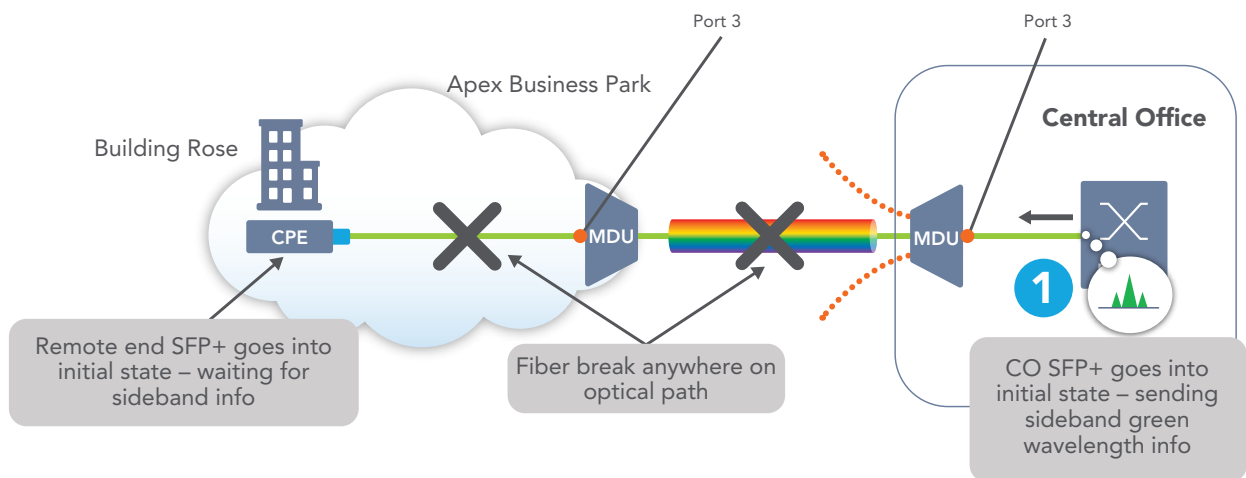 Port 3
Port 3
Apex Business Park
Central Office
Building Rose
CPE
MDU
MDU
1
Remote end SFP+ goes into
initial state – waiting for
sideband info
Fiber break anywhere on
optical path
CO SFP+ goes into
initial state – sending
sideband green
wavelength info